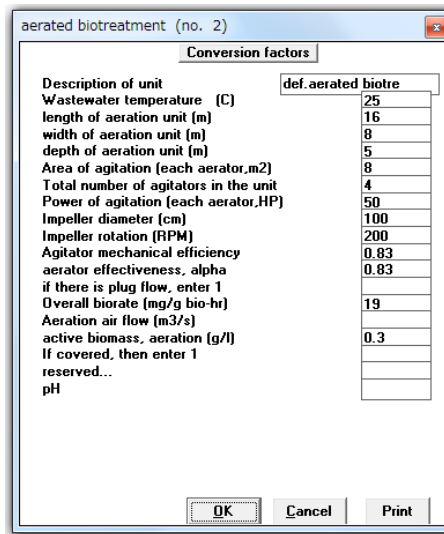 aerated biotreatment (no. 2)
Conversion factors
Description of unit def.aerated biotre
Wastewater temperature (C) 25
length of aeration unit (m) 16
width of aeration unit (m) 8
depth of aeration unit (m) 5
Area of agitation (each aerator,m2) 8
Total number of agitators in the unit 4
Power of agitation (each aerator,HP) 50
Impeller diameter (cm) 100
Impeller rotation (RPM) 200
Agitator mechanical efficiency 0.83
aerator effectiveness, alpha 0.83
if there is plug flow, enter 1
Overall biorate (mg/g bio-hr) 19
Aeration air flow (m3/s)
active biomass, aeration (g/l) 0.3
If covered, then enter 1
reserved...
pH
OK Cancel Print